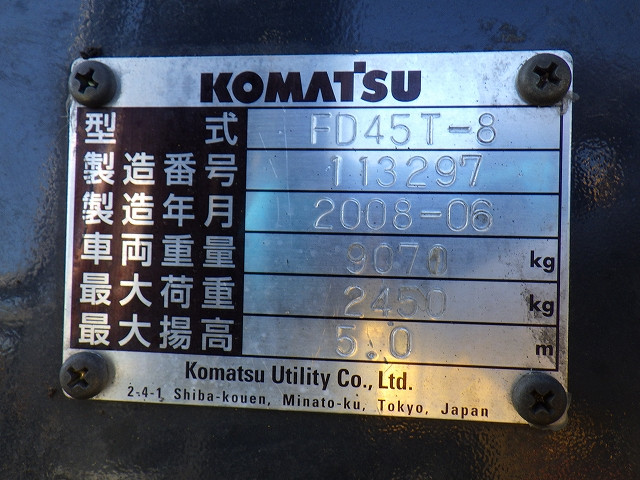 KOMATSU
型式 FD45T-8
製造番号 113297
製造年月 2008-06
車両重量 9070 kg
最大荷重 2450 kg
最大揚高 5.0 m
Komatsu Utility Co., Ltd.
2-4-1 Shiba-kouen, Minato-ku, Tokyo, Japan